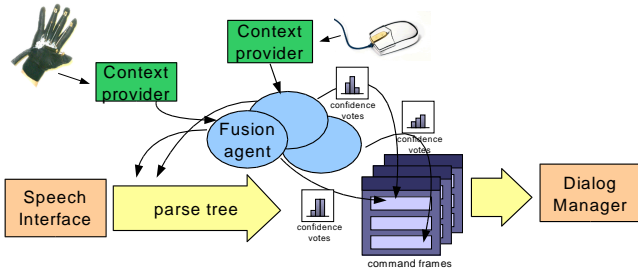 Context
provider
Context
provider
confidence
votes
Fusion
agent
confidence
votes
Speech
Interface
parse tree
confidence
votes
command frames
Dialog
Manager